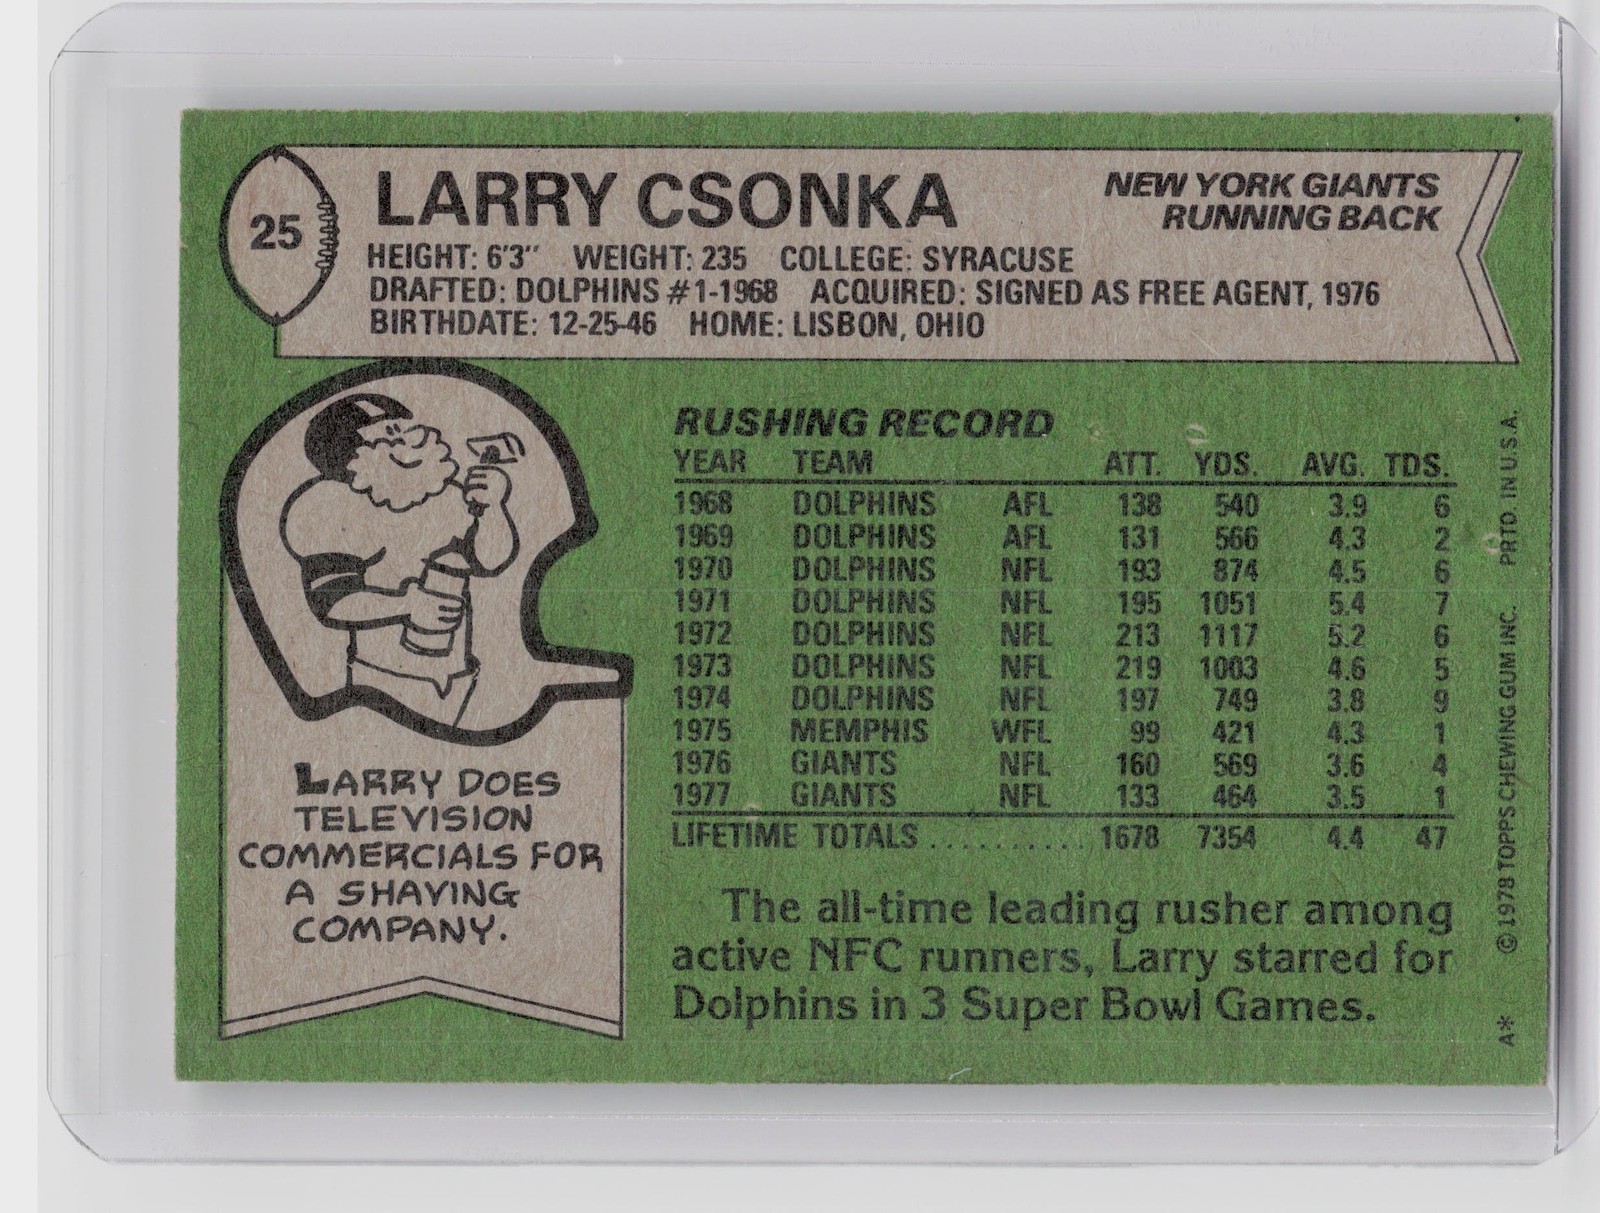 25
LARRY CSONKA
NEW YORK GIANTS
RUNNING BACK
HEIGHT: 6'3" WEIGHT: 235 COLLEGE: SYRACUSE
DRAFTED: DOLPHINS #1-1968 ACQUIRED: SIGNED AS FREE AGENT, 1976
BIRTHDATE: 12-25-46 HOME: LISBON, OHIO
LARRY DOES
TELEVISION
COMMERCIALS FOR
A SHAVING
COMPANY.
RUSHING RECORD
YEAR TEAM ATT. YDS. AVG. TDS.
1968 DOLPHINS AFL 138 540 3.9 6
1969 DOLPHINS AFL 131 566 4.3 2
1970 DOLPHINS NFL 193 874 4.5 6
1971 DOLPHINS NFL 195 1051 5.4 7
1972 DOLPHINS NFL 213 1117 5.2 6
1973 DOLPHINS NFL 219 1003 4.6 5
1974 DOLPHINS NFL 197 749 3.8 9
1975 MEMPHIS WFL 99 421 4.3 1
1976 GIANTS NFL 160 569 3.6 4
1977 GIANTS NFL 133 464 3.5 1
LIFETIME TOTALS .......... 1678 7354 4.4 47
The all-time leading rusher among
active NFC runners, Larry starred for
Dolphins in 3 Super Bowl Games.
A* © 1978 TOPPS CHEWING GUM INC. PRTD. IN U.S.A.